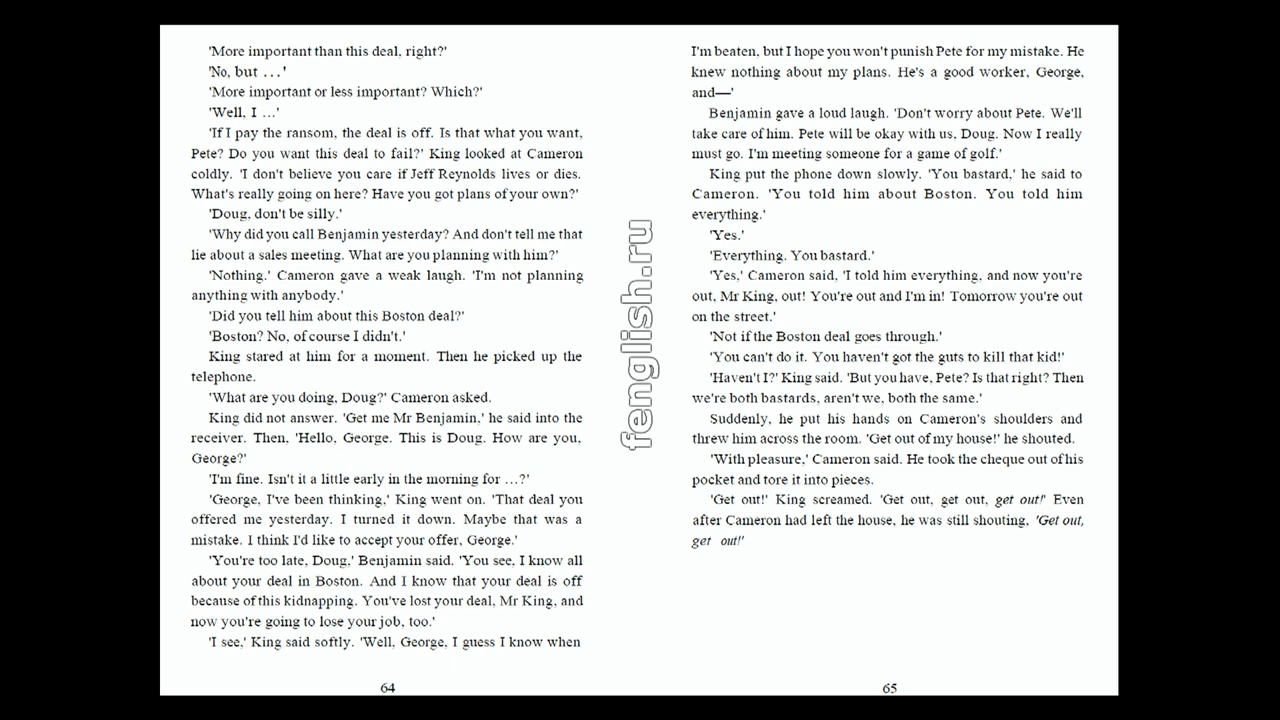 'More important than this deal, right?'
'No, but ...'
'More important or less important? Which?'
'Well, I ...'
'If I pay the ransom, the deal is off. Is that what you want,
Pete? Do you want this deal to fail?' King looked at Cameron
coldly. 'I don't believe you care if Jeff Reynolds lives or dies.
What's really going on here? Have you got plans of your own?'
'Doug, don't be silly.'
'Why did you call Benjamin yesterday? And don't tell me that
lie about a sales meeting. What are you planning with him?'
'Nothing.' Cameron gave a weak laugh. 'I'm not planning
anything with anybody.'
'Did you tell him about this Boston deal?'
'Boston? No, of course I didn't.'
King stared at him for a moment. Then he picked up the
telephone.
'What are you doing, Doug?' Cameron asked.
King did not answer. 'Get me Mr Benjamin,' he said into the
receiver. Then, 'Hello, George. This is Doug. How are you,
George?'
'I'm fine. Isn't it a little early in the morning for ...?'
'George, I've been thinking,' King went on. 'That deal you
offered me yesterday. I turned it down. Maybe that was a
mistake. I think I'd like to accept your offer, George.'
'You're too late, Doug,' Benjamin said. 'You see, I know all
about your deal in Boston. And I know that your deal is off
because of this kidnapping. You've lost your deal, Mr King, and
now you're going to lose your job, too.'
'I see,' King said softly. 'Well, George, I guess I know when
64
fenglish.ru
I'm beaten, but I hope you won't punish Pete for my mistake. He
knew nothing about my plans. He's a good worker, George,
and—'
Benjamin gave a loud laugh. 'Don't worry about Pete. We'll
take care of him. Pete will be okay with us, Doug. Now I really
must go. I'm meeting someone for a game of golf.'
King put the phone down slowly. 'You bastard,' he said to
Cameron. 'You told him about Boston. You told him
everything.'
'Yes.'
'Everything. You bastard.'
'Yes,' Cameron said, 'I told him everything, and now you're
out, Mr King, out! You're out and I'm in! Tomorrow you're out
on the street.'
'Not if the Boston deal goes through.'
'You can't do it. You haven't got the guts to kill that kid!'
'Haven't I?' King said. 'But you have, Pete? Is that right? Then
we're both bastards, aren't we, both the same.'
Suddenly, he put his hands on Cameron's shoulders and
threw him across the room. 'Get out of my house!' he shouted.
'With pleasure,' Cameron said. He took the cheque out of his
pocket and tore it into pieces.
'Get out!' King screamed. 'Get out, get out, get out!' Even
after Cameron had left the house, he was still shouting, 'Get out,
get out!'
65